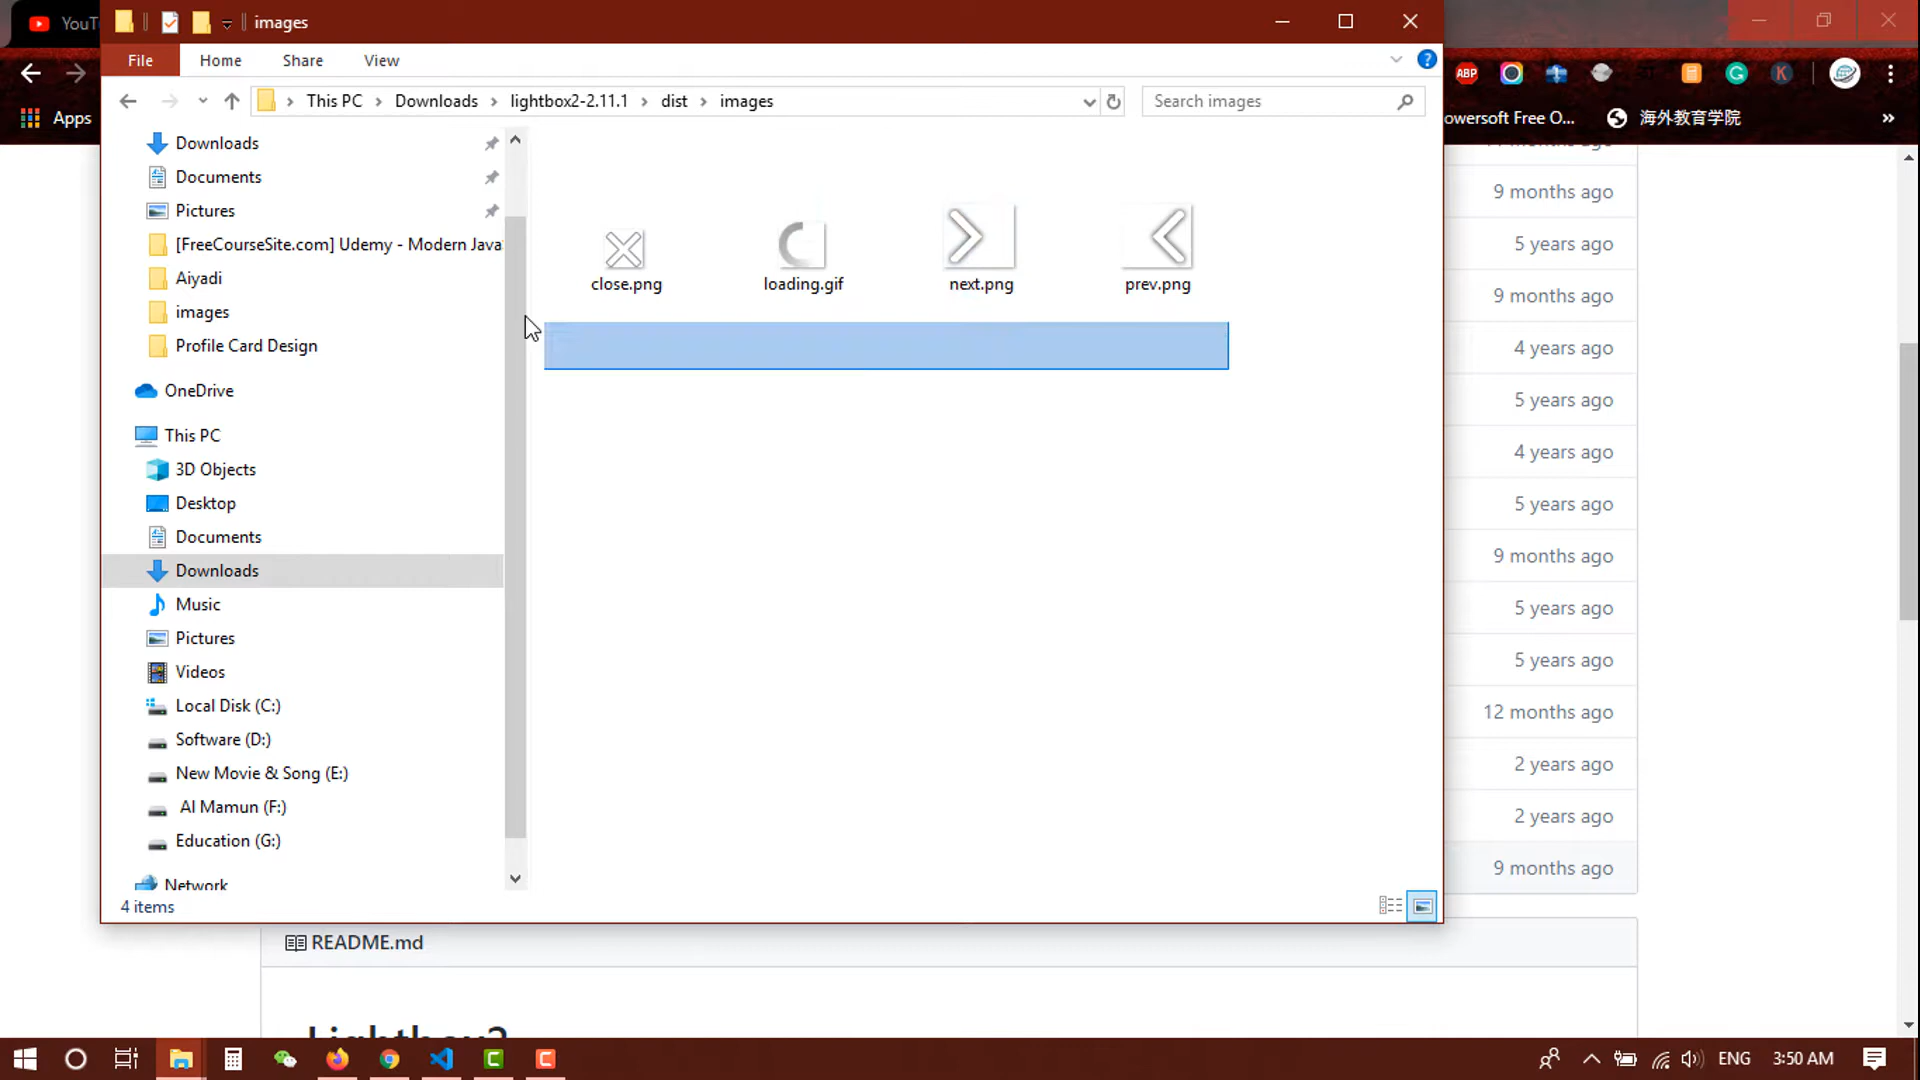 YouT
images
File
Home
Share
View
This PC
Downloads
lightbox2-2.11.1
dist
images
Search images
Apps
owersoft Free O...
海外教育学院
»
ABP
Downloads
Documents
Pictures
[FreeCourseSite.com] Udemy - Modern Java
Aiyadi
images
Profile Card Design
OneDrive
This PC
3D Objects
Desktop
Documents
Downloads
Music
Pictures
Videos
Local Disk (C:)
Software (D:)
New Movie & Song (E:)
Al Mamun (F:)
Education (G:)
Network
4 items
close.png
loading.gif
next.png
prev.png
9 months ago
5 years ago
9 months ago
4 years ago
5 years ago
4 years ago
5 years ago
9 months ago
5 years ago
5 years ago
12 months ago
2 years ago
2 years ago
9 months ago
README.md
Lightbox2
ENG
3:50 AM